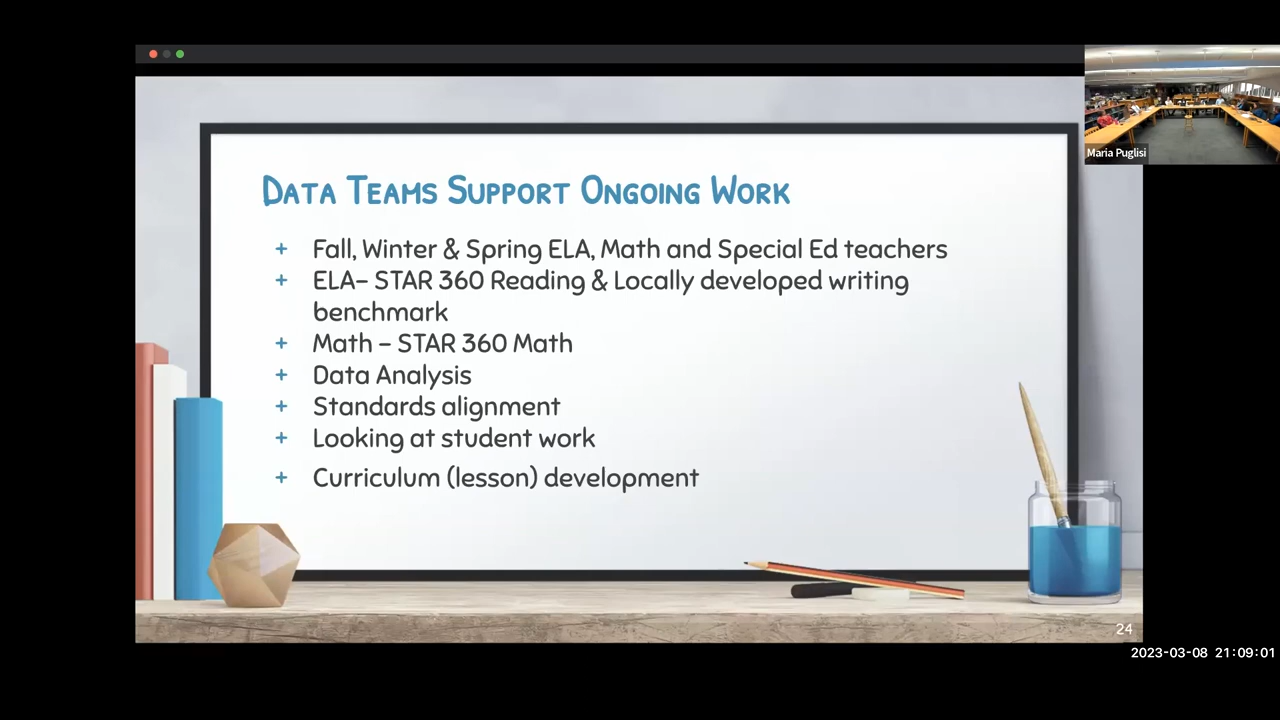 Maria Puglisi
Data Teams Support Ongoing Work
+ Fall, Winter & Spring ELA, Math and Special Ed teachers
+ ELA- STAR 360 Reading & Locally developed writing
benchmark
+ Math - STAR 360 Math
+ Data Analysis
+ Standards alignment
+ Looking at student work
+ Curriculum (lesson) development
24
2023-03-08 21:09:01